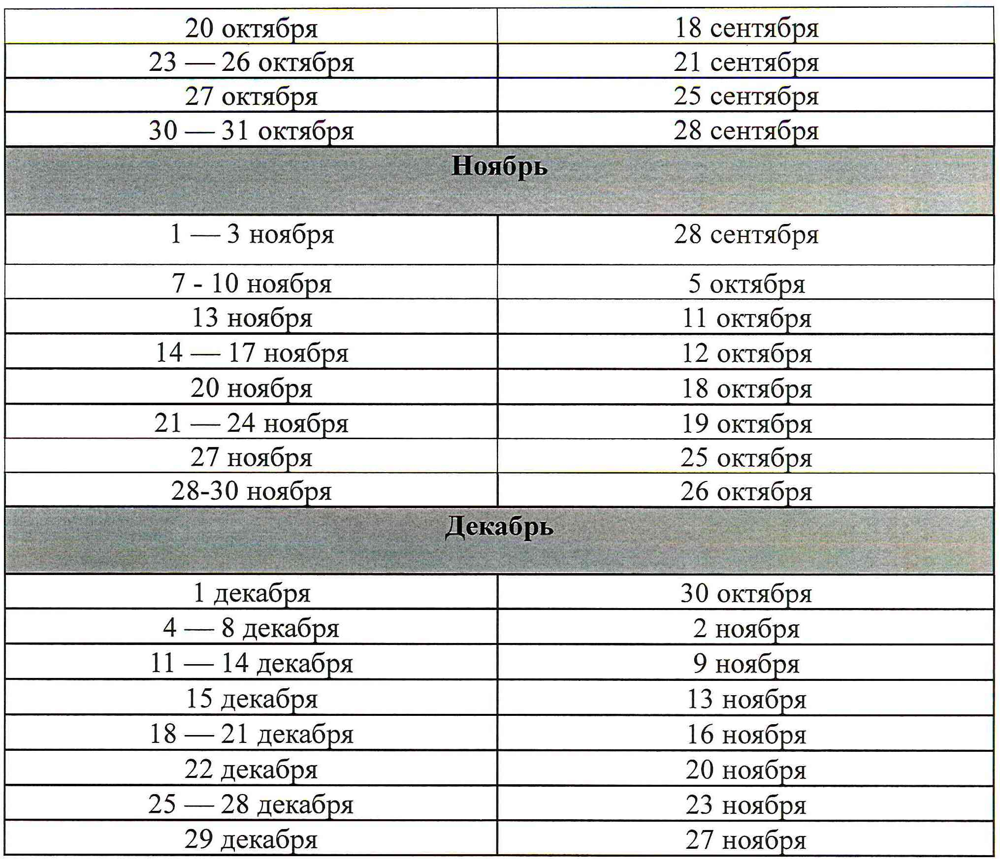 20 октября 18 сентября
23 — 26 октября 21 сентября
27 октября 25 сентября
30 — 31 октября 28 сентября
Ноябрь
1 — 3 ноября 28 сентября
7 - 10 ноября 5 октября
13 ноября 11 октября
14 — 17 ноября 12 октября
20 ноября 18 октября
21 — 24 ноября 19 октября
27 ноября 25 октября
28-30 ноября 26 октября
Декабрь
1 декабря 30 октября
4 — 8 декабря 2 ноября
11 — 14 декабря 9 ноября
15 декабря 13 ноября
18 — 21 декабря 16 ноября
22 декабря 20 ноября
25 — 28 декабря 23 ноября
29 декабря 27 ноября